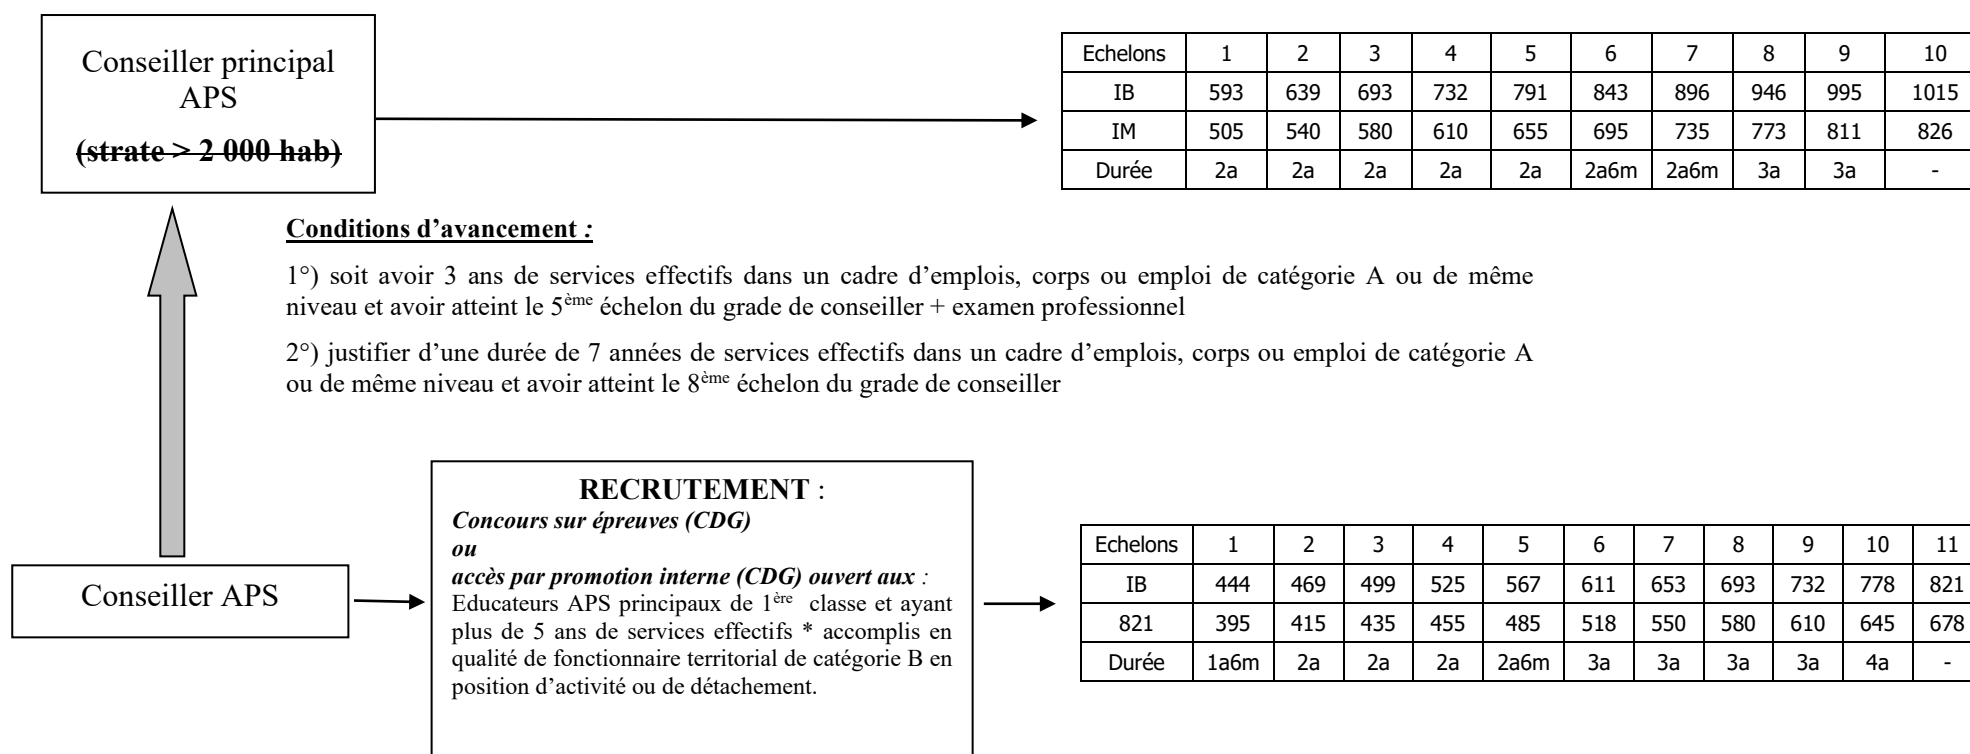 Conseiller principal
APS
(strate > 2 000 hab)
Echelons 1 2 3 4 5 6 7 8 9 10
IB 593 639 693 732 791 843 896 946 995 1015
IM 505 540 580 610 655 695 735 773 811 826
Durée 2a 2a 2a 2a 2a 2a6m 2a6m 3a 3a -
Conditions d’avancement :
1°) soit avoir 3 ans de services effectifs dans un cadre d’emplois, corps ou emploi de catégorie A ou de même
niveau et avoir atteint le 5ème échelon du grade de conseiller + examen professionnel
2°) justifier d’une durée de 7 années de services effectifs dans un cadre d’emplois, corps ou emploi de catégorie A
ou de même niveau et avoir atteint le 8ème échelon du grade de conseiller
Conseiller APS
RECRUTEMENT :
Concours sur épreuves (CDG)
ou
accès par promotion interne (CDG) ouvert aux :
Educateurs APS principaux de 1ère classe et ayant
plus de 5 ans de services effectifs * accomplis en
qualité de fonctionnaire territorial de catégorie B en
position d’activité ou de détachement.
Echelons 1 2 3 4 5 6 7 8 9 10 11
IB 444 469 499 525 567 611 653 693 732 778 821
821 395 415 435 455 485 518 550 580 610 645 678
Durée 1a6m 2a 2a 2a 2a6m 3a 3a 3a 3a 4a -